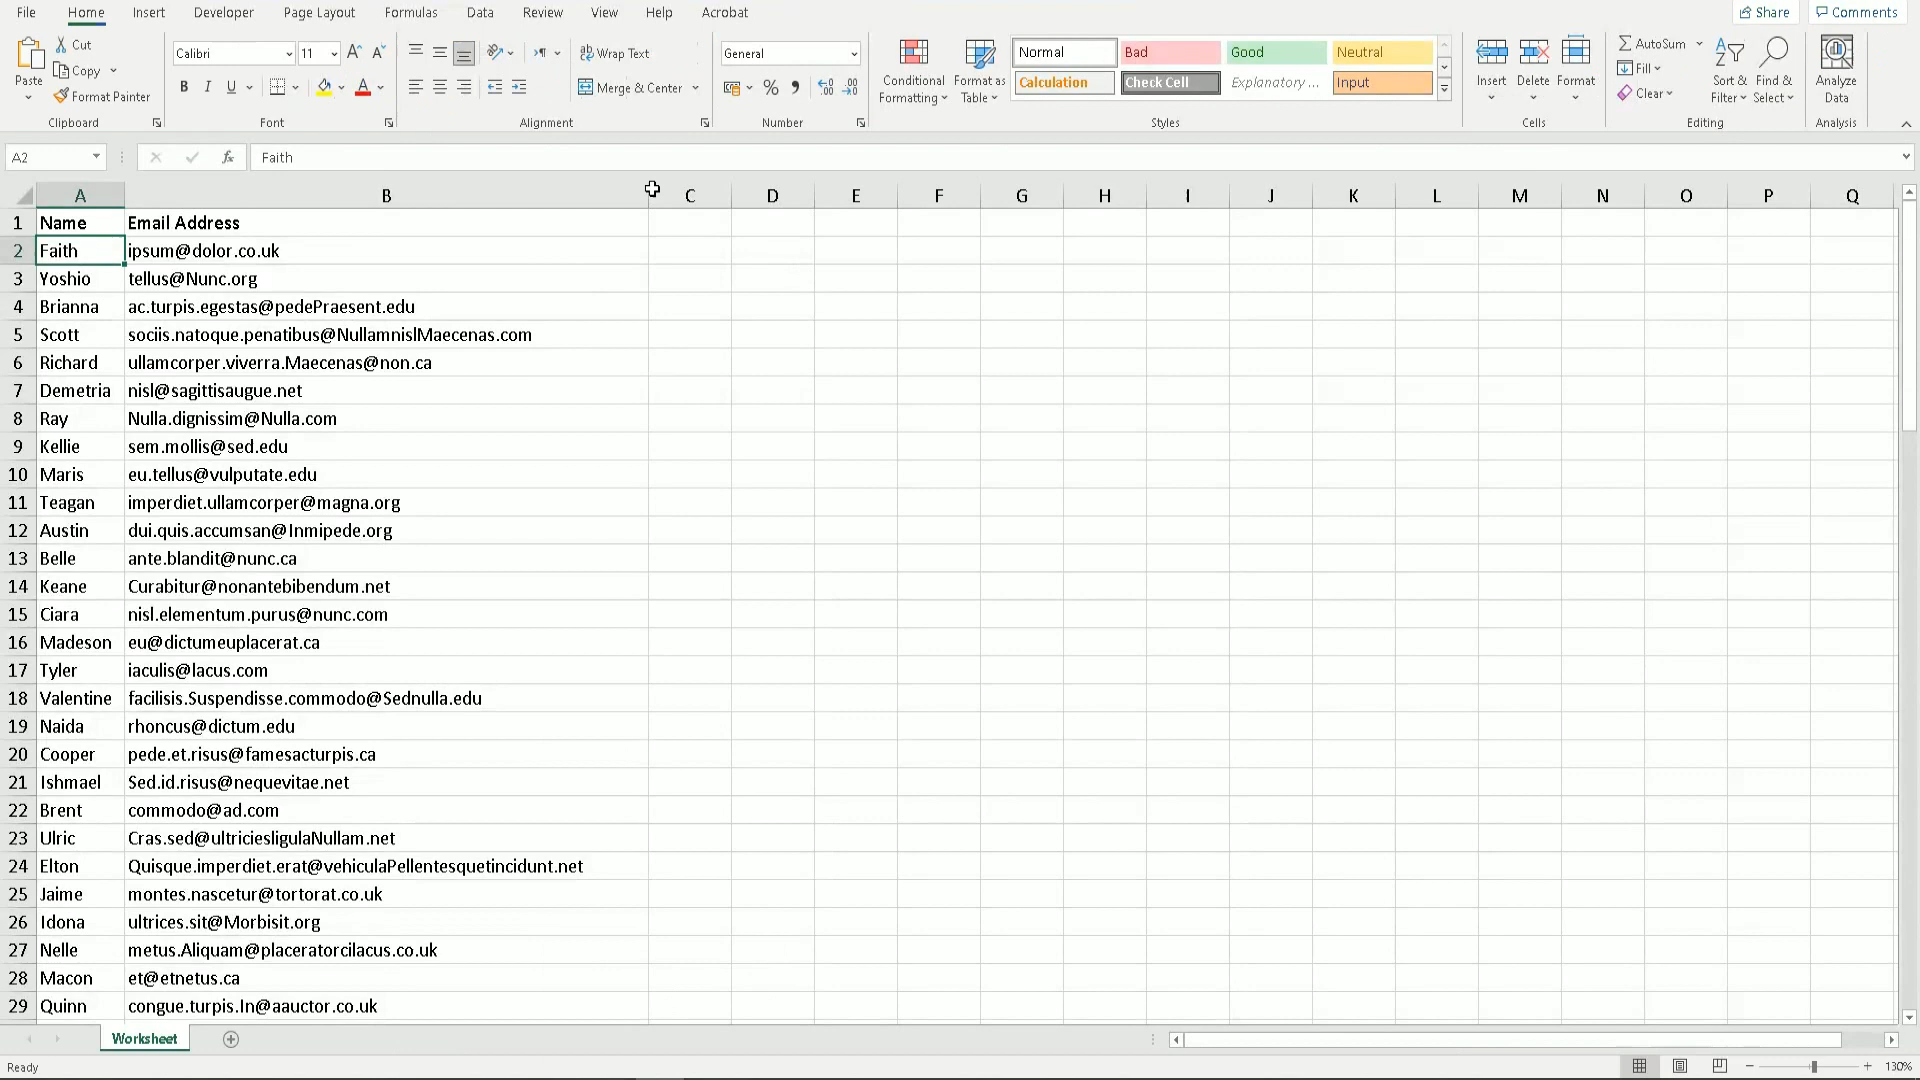 File Home Insert Developer Page Layout Formulas Data Review View Help Acrobat Share Comments
Paste Cut Copy Format Painter Clipboard
Calibri 11 B I U A A Font
Wrap Text Merge & Center Alignment
General % Number
Conditional Formatting Format as Table Normal Bad Good Neutral Calculation Check Cell Explanatory ... Input Styles
Insert Delete Format Cells
AutoSum Fill Clear Sort & Filter Find & Select Editing
Analyze Data Analysis
A2 fx Faith
A B C D E F G H I J K L M N O P Q
1 Name Email Address
2 Faith ipsum@dolor.co.uk
3 Yoshio tellus@Nunc.org
4 Brianna ac.turpis.egestas@pedePraesent.edu
5 Scott sociis.natoque.penatibus@NullamnislMaecenas.com
6 Richard ullamcorper.viverra.Maecenas@non.ca
7 Demetria nisl@sagittisaugue.net
8 Ray Nulla.dignissim@Nulla.com
9 Kellie sem.mollis@sed.edu
10 Maris eu.tellus@vulputate.edu
11 Teagan imperdiet.ullamcorper@magna.org
12 Austin dui.quis.accumsan@Inmipede.org
13 Belle ante.blandit@nunc.ca
14 Keane Curabitur@nonantebibendum.net
15 Ciara nisl.elementum.purus@nunc.com
16 Madeson eu@dictumeuplacerat.ca
17 Tyler iaculis@lacus.com
18 Valentine facilisis.Suspendisse.commodo@Sednulla.edu
19 Naida rhoncus@dictum.edu
20 Cooper pede.et.risus@famesacturpis.ca
21 Ishmael Sed.id.risus@nequevitae.net
22 Brent commodo@ad.com
23 Ulric Cras.sed@ultriciesligulaNullam.net
24 Elton Quisque.imperdiet.erat@vehiculaPellentesquetincidunt.net
25 Jaime montes.nascetur@tortorat.co.uk
26 Idona ultrices.sit@Morbisit.org
27 Nelle metus.Aliquam@placeratorcilacus.co.uk
28 Macon et@etnetus.ca
29 Quinn congue.turpis.In@aauctor.co.uk
Worksheet
Ready 130%